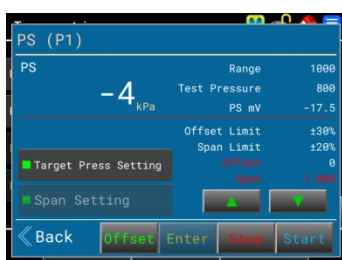 PS (P1)
PS
-4 kPa
Range 1000
Test Pressure 800
PS mV -17.5
Offset Limit ±30%
Span Limit ±20%
Offset 0
Span 1.000
Target Press Setting
Span Setting
Back Offset Enter Stop Start